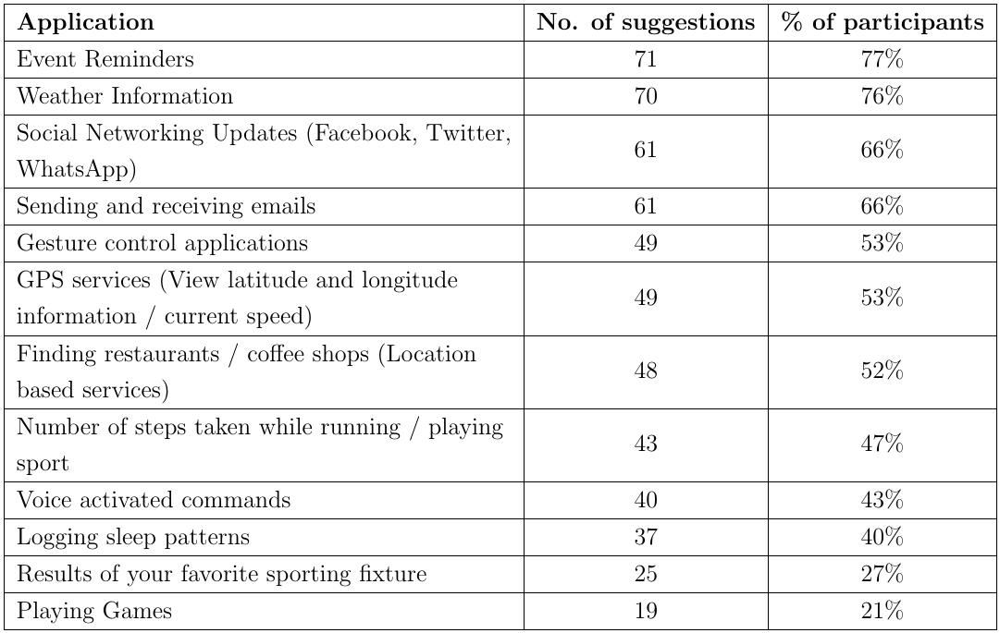 Application No. of suggestions % of participants
Event Reminders 71 77%
Weather Information 70 76%
Social Networking Updates (Facebook, Twitter,
WhatsApp) 61 66%
Sending and receiving emails 61 66%
Gesture control applications 49 53%
GPS services (View latitude and longitude
information / current speed) 49 53%
Finding restaurants / coffee shops (Location
based services) 48 52%
Number of steps taken while running / playing
sport 43 47%
Voice activated commands 40 43%
Logging sleep patterns 37 40%
Results of your favorite sporting fixture 25 27%
Playing Games 19 21%